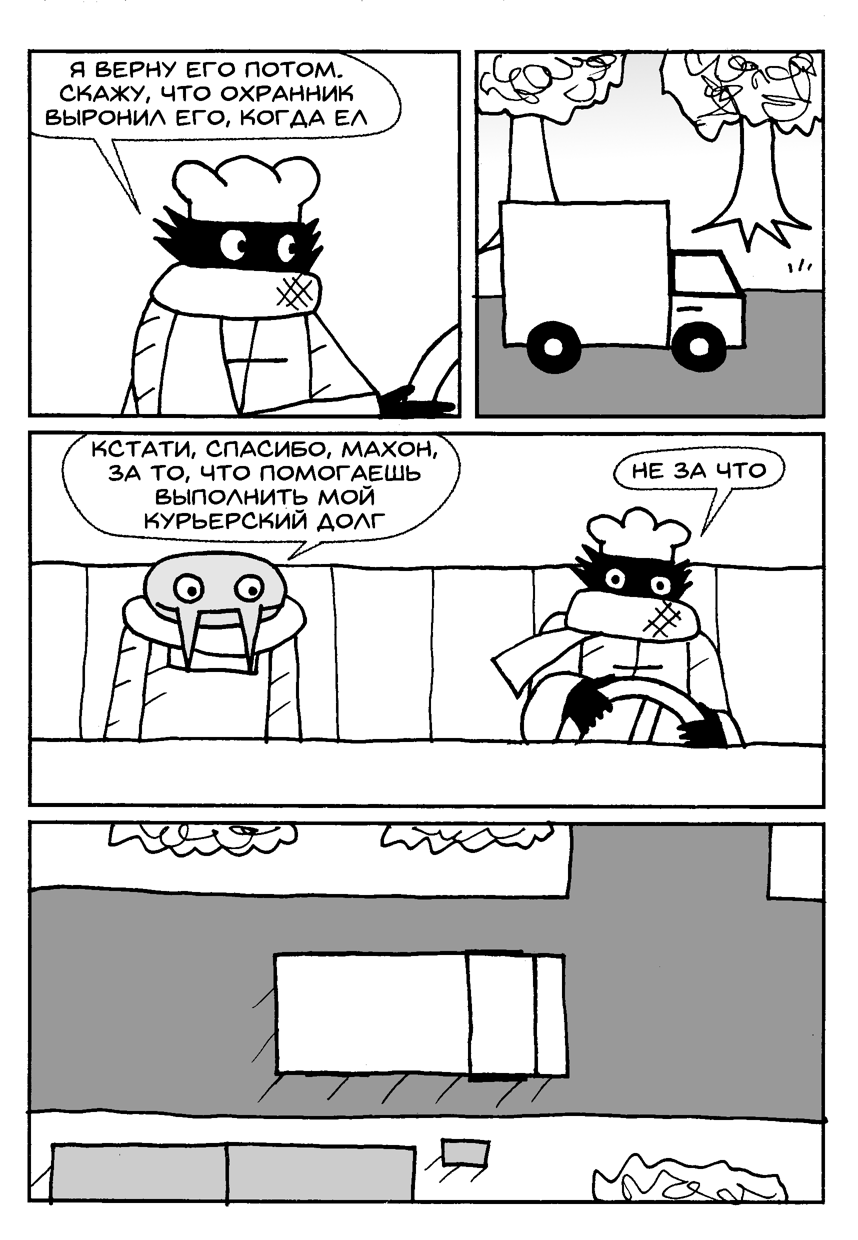 Я ВЕРНУ ЕГО ПОТОМ.
СКАЖУ, ЧТО ОХРАННИК
ВЫРОНИЛ ЕГО, КОГДА ЕЛ
КСТАТИ, СПАСИБО, МАХОН,
ЗА ТО, ЧТО ПОМОГАЕШЬ
ВЫПОЛНИТЬ МОЙ
КУРЬЕРСКИЙ ДОЛГ
НЕ ЗА ЧТО